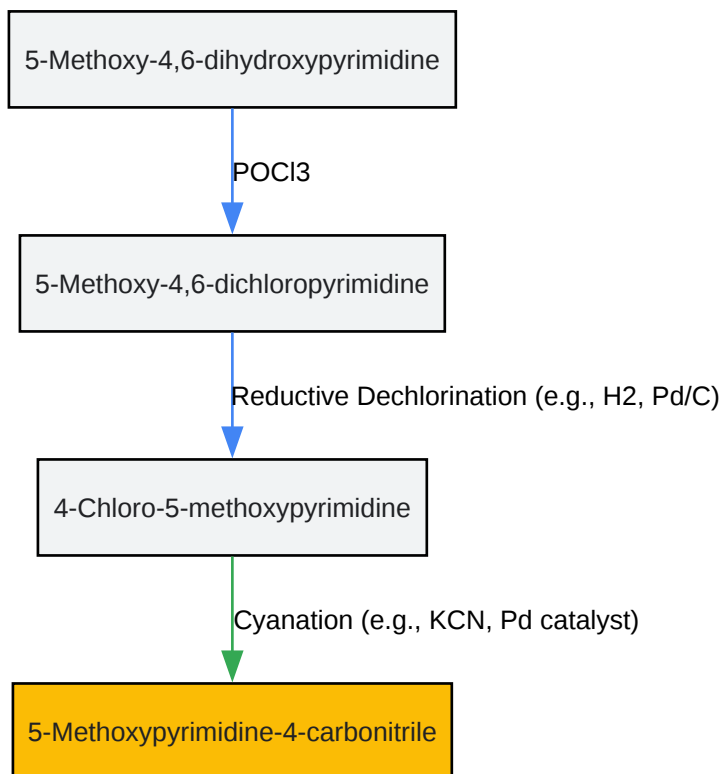 5-Methoxy-4,6-dihydroxypyrimidine
POCl3
5-Methoxy-4,6-dichloropyrimidine
Reductive Dechlorination (e.g., H2, Pd/C)
4-Chloro-5-methoxypyrimidine
Cyanation (e.g., KCN, Pd catalyst)
5-Methoxypyrimidine-4-carbonitrile